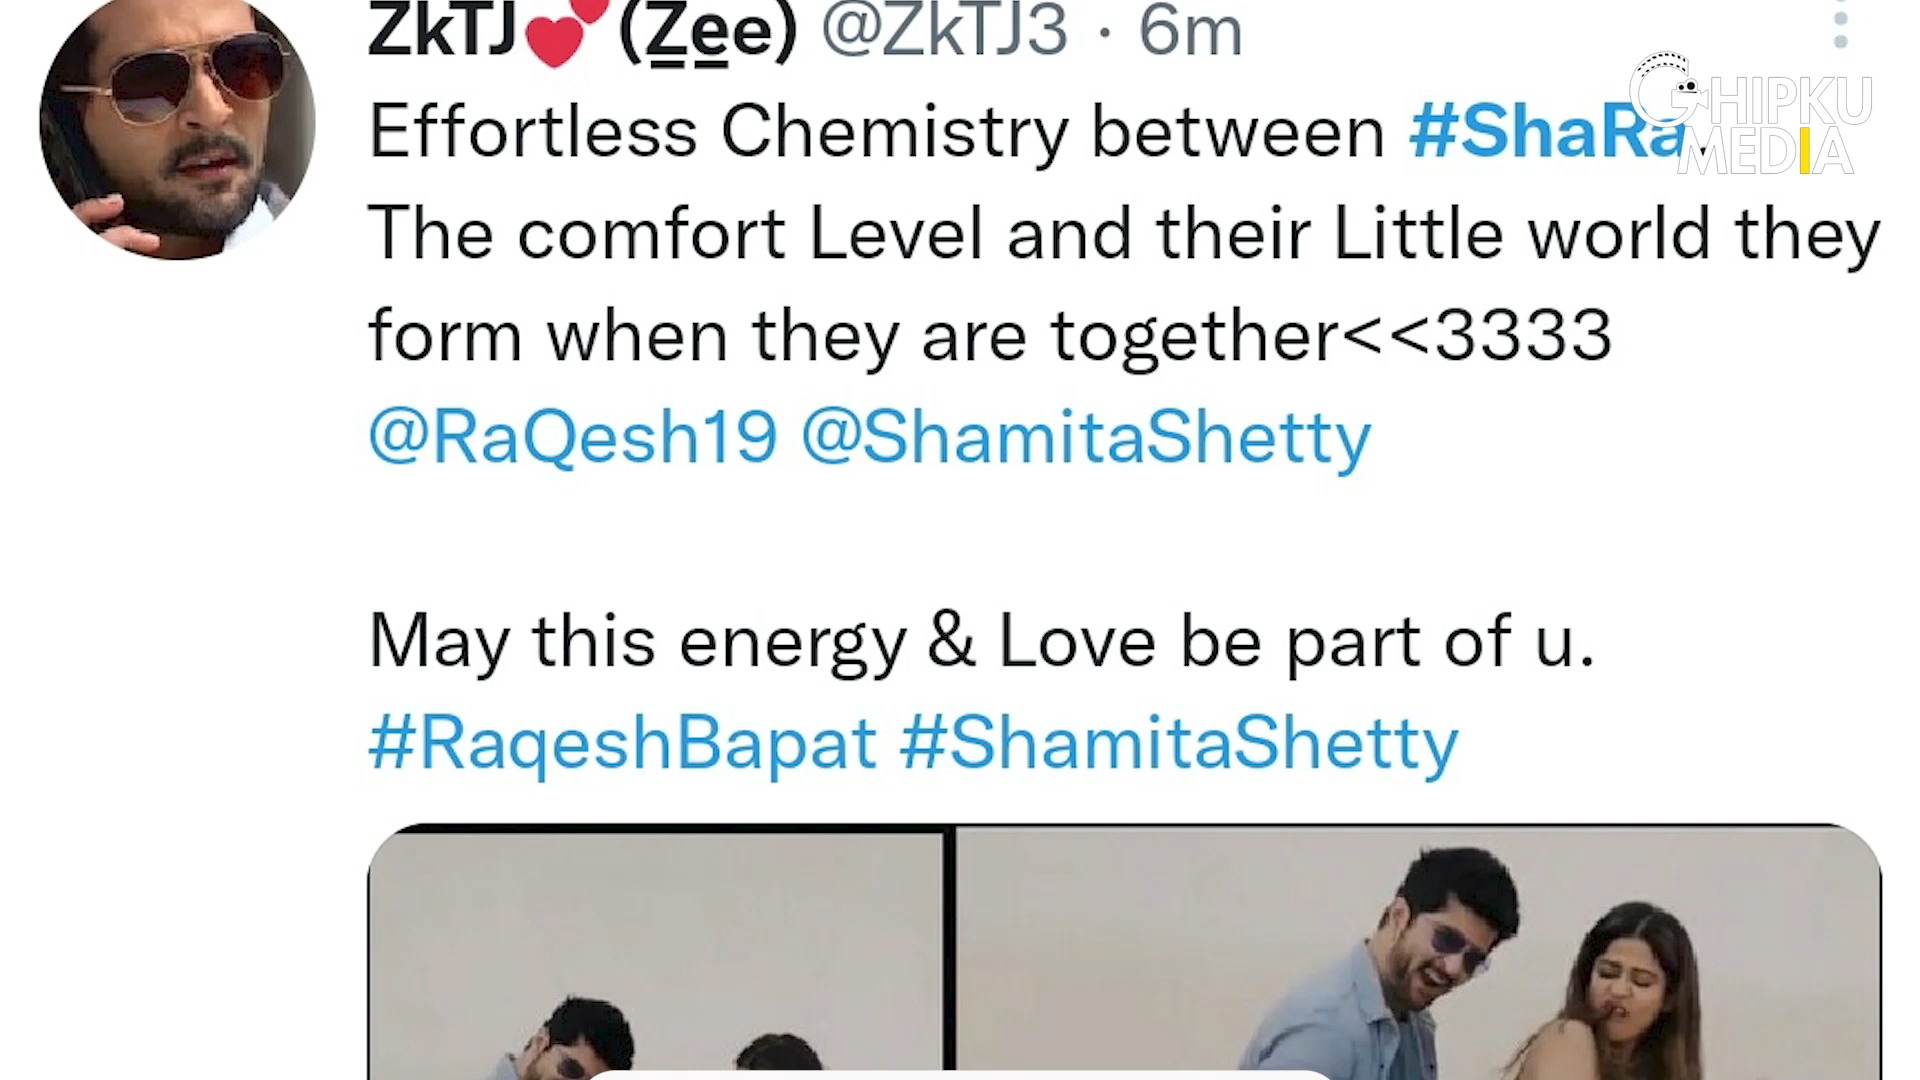 ZkTJ💕(Zee) @ZkTJ3 · 6m
Effortless Chemistry between #ShaRa.
The comfort Level and their Little world they
form when they are together<<3333
@RaQesh19 @ShamitaShetty
May this energy & Love be part of u.
#RaqeshBapat #ShamitaShetty
GHIPKU
MEDIA